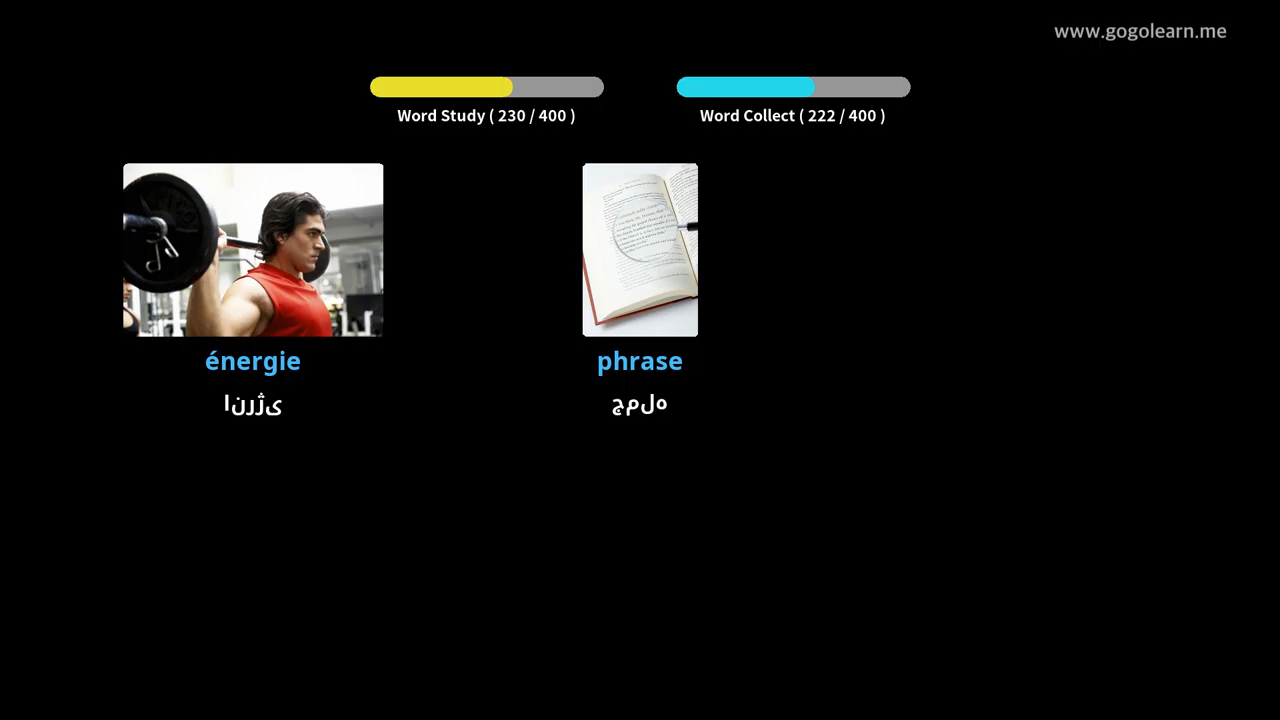 www.gogolearn.me
Word Study ( 230 / 400 )
Word Collect ( 222 / 400 )
énergie
انرژی
phrase
جمله